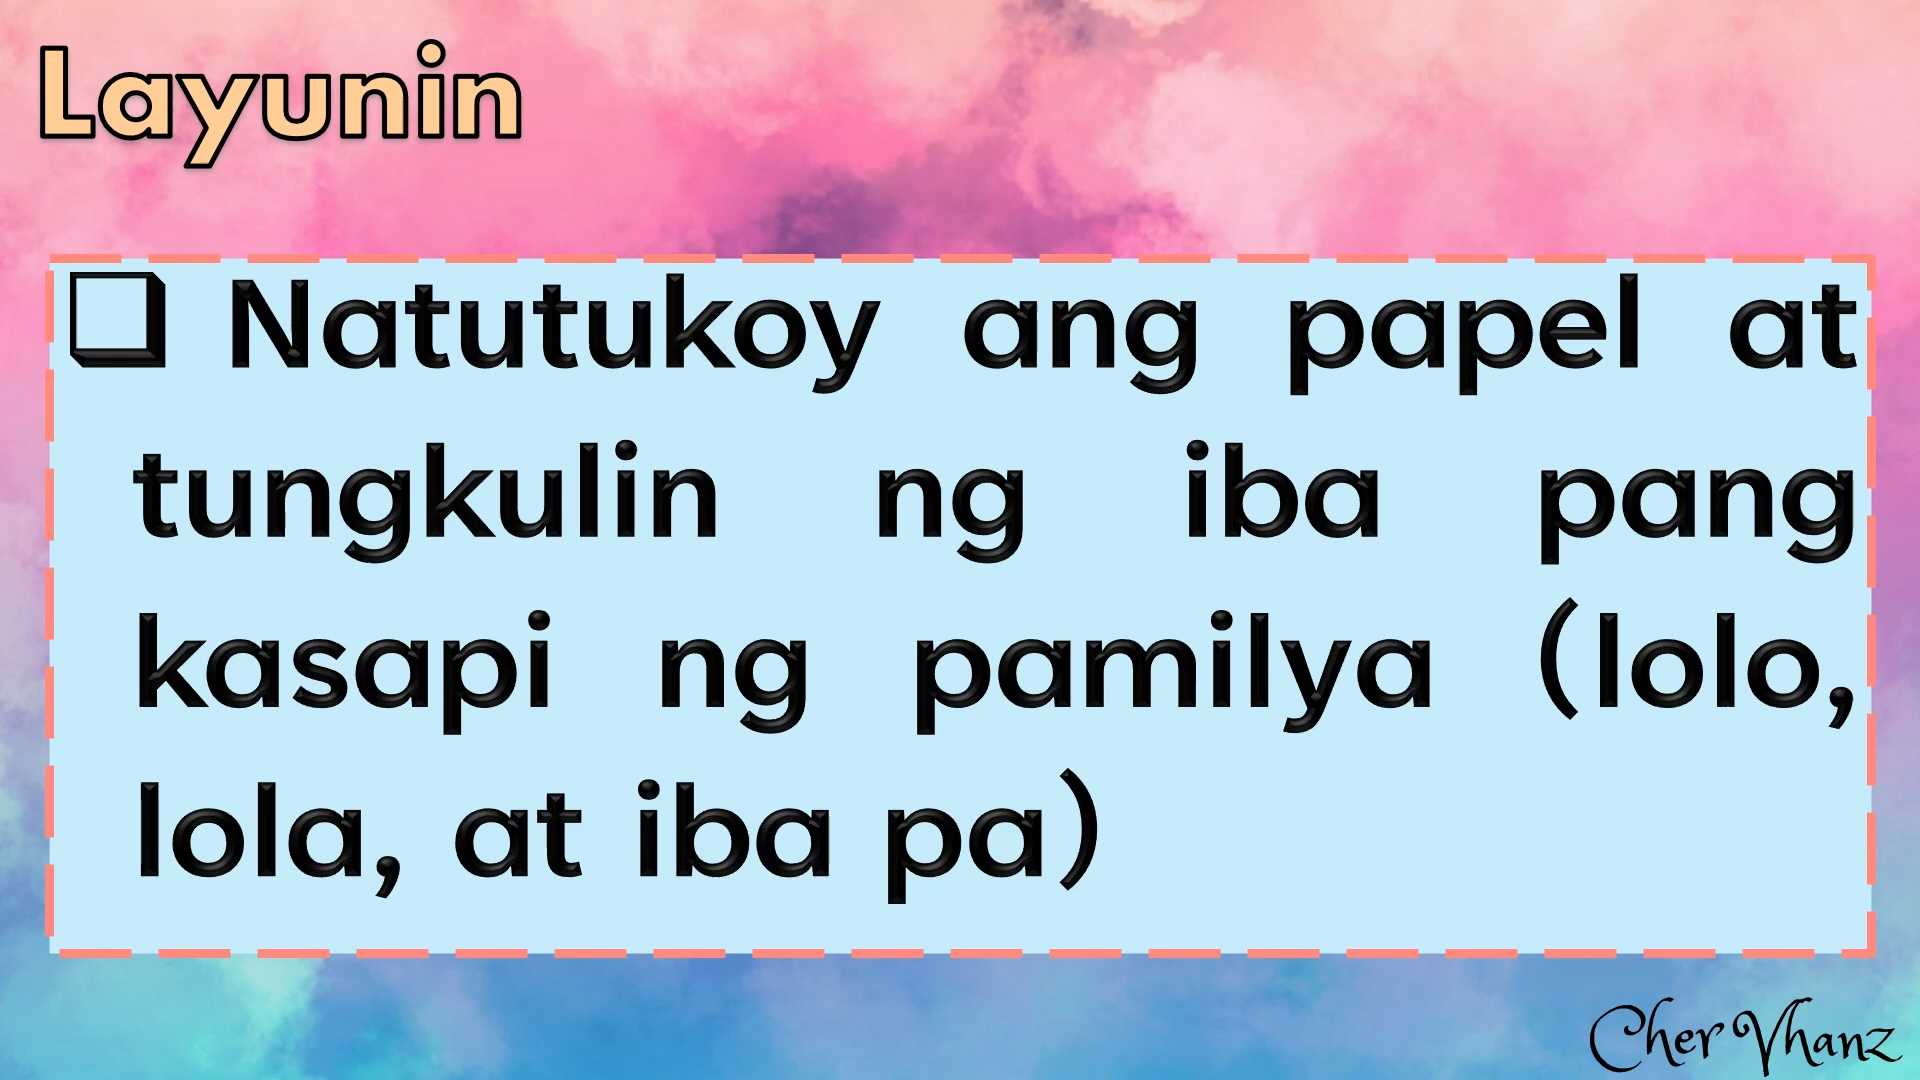 Layunin
❑ Natutukoy ang papel at
tungkulin ng iba pang
kasapi ng pamilya (lolo,
lola, at iba pa)
Cher Vhanz